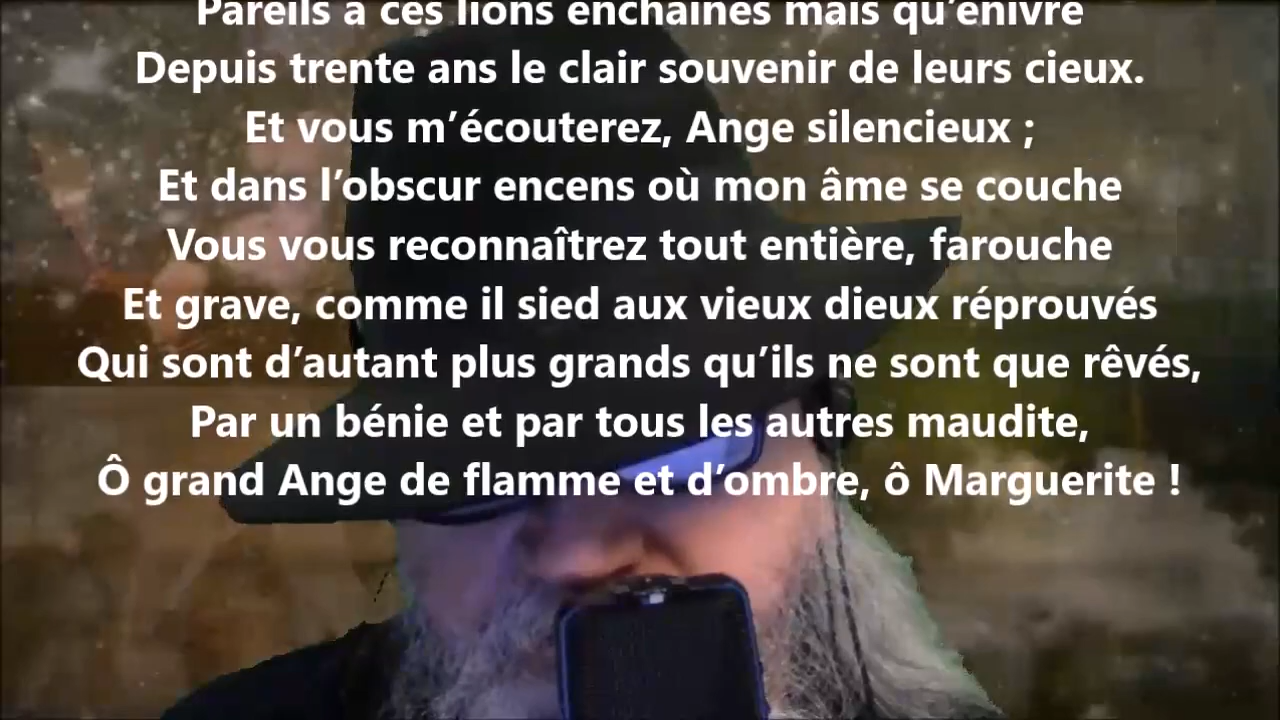 Pareils à ces lions enchaînés mais qu’enivre
Depuis trente ans le clair souvenir de leurs cieux.
Et vous m’écouterez, Ange silencieux ;
Et dans l’obscur encens où mon âme se couche
Vous vous reconnaîtrez tout entière, farouche
Et grave, comme il sied aux vieux dieux réprouvés
Qui sont d’autant plus grands qu’ils ne sont que rêvés,
Par un bénie et par tous les autres maudite,
Ô grand Ange de flamme et d’ombre, ô Marguerite !